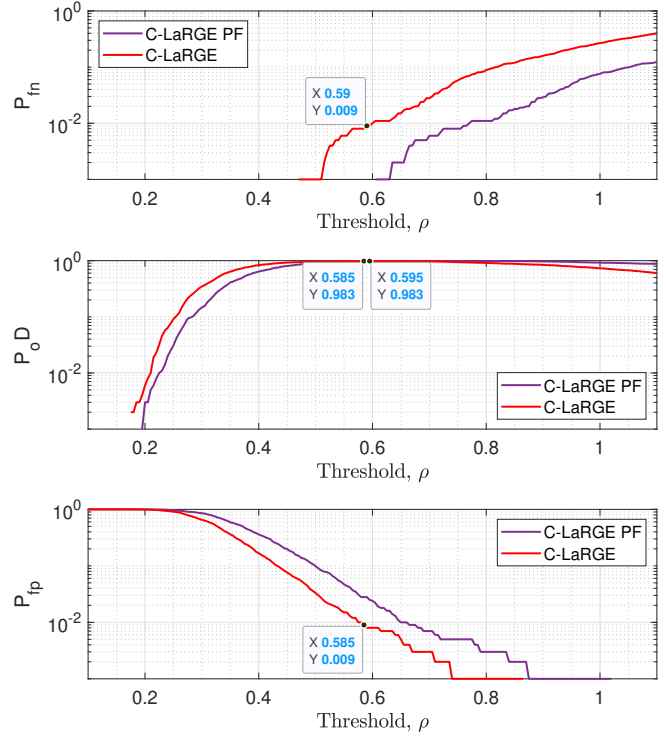 10^0
C-LaRGE PF
C-LaRGE
X 0.59
Y 0.009
P_fn
10^-2
0.2 0.4 0.6 0.8 1
Threshold, ρ
10^0
X 0.585 X 0.595
Y 0.983 Y 0.983
P_oD
10^-2
C-LaRGE PF
C-LaRGE
0.2 0.4 0.6 0.8 1
Threshold, ρ
10^0
C-LaRGE PF
C-LaRGE
P_fp
10^-2
X 0.585
Y 0.009
0.2 0.4 0.6 0.8 1
Threshold, ρ